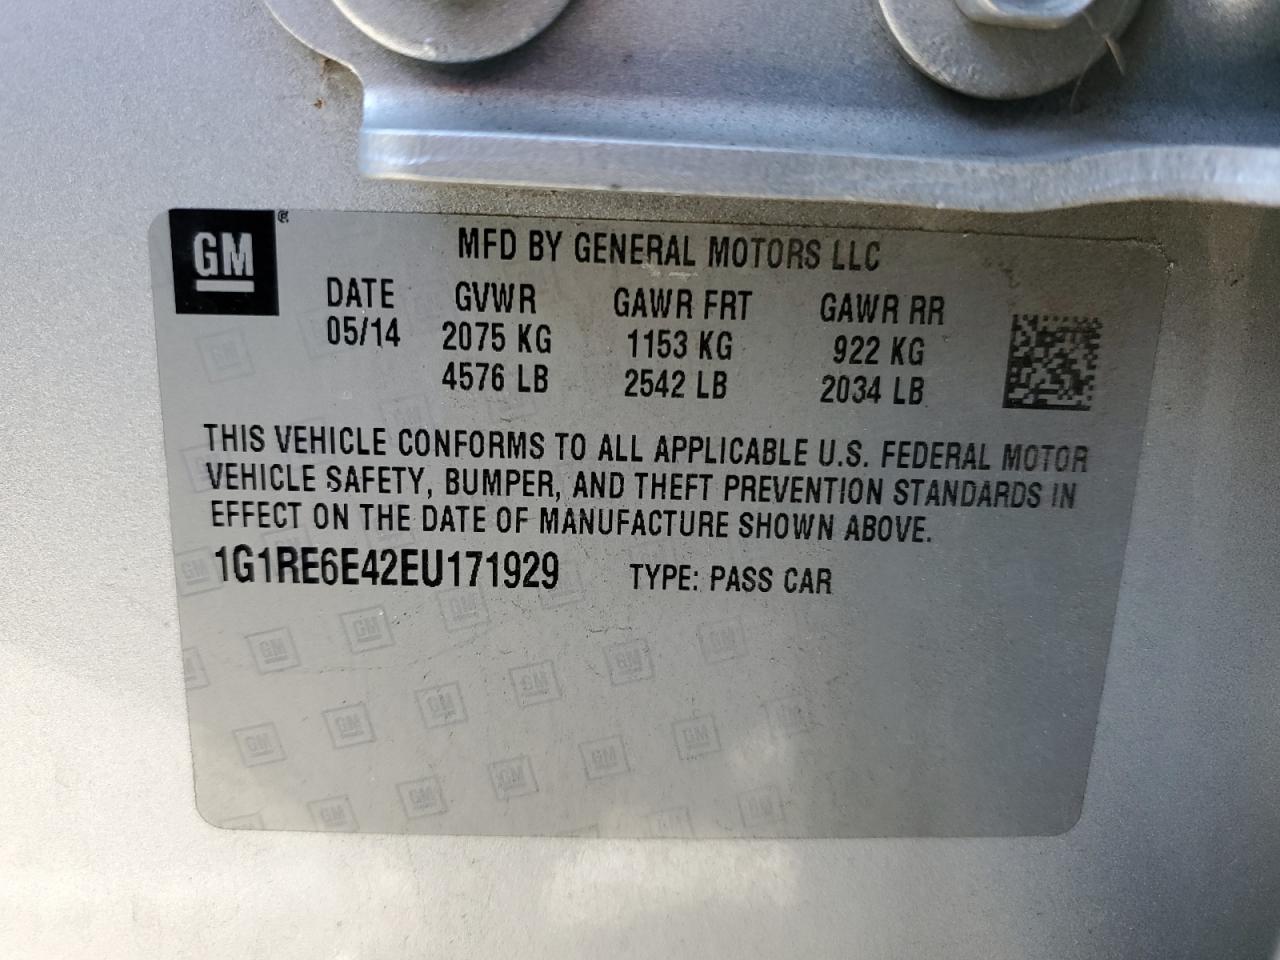 GM ®
MFD BY GENERAL MOTORS LLC
DATE GVWR GAWR FRT GAWR RR
05/14 2075 KG 1153 KG 922 KG
4576 LB 2542 LB 2034 LB
THIS VEHICLE CONFORMS TO ALL APPLICABLE U.S. FEDERAL MOTOR
VEHICLE SAFETY, BUMPER, AND THEFT PREVENTION STANDARDS IN
EFFECT ON THE DATE OF MANUFACTURE SHOWN ABOVE.
1G1RE6E42EU171929 TYPE: PASS CAR